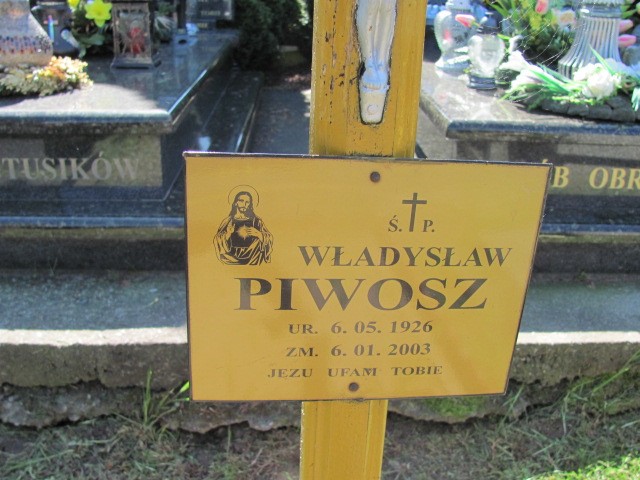 TUSIKÓW
B OBR
Ś. † P.
WŁADYSŁAW
PIWOSZ
UR. 6. 05. 1926
ZM. 6. 01. 2003
JEZU UFAM TOBIE